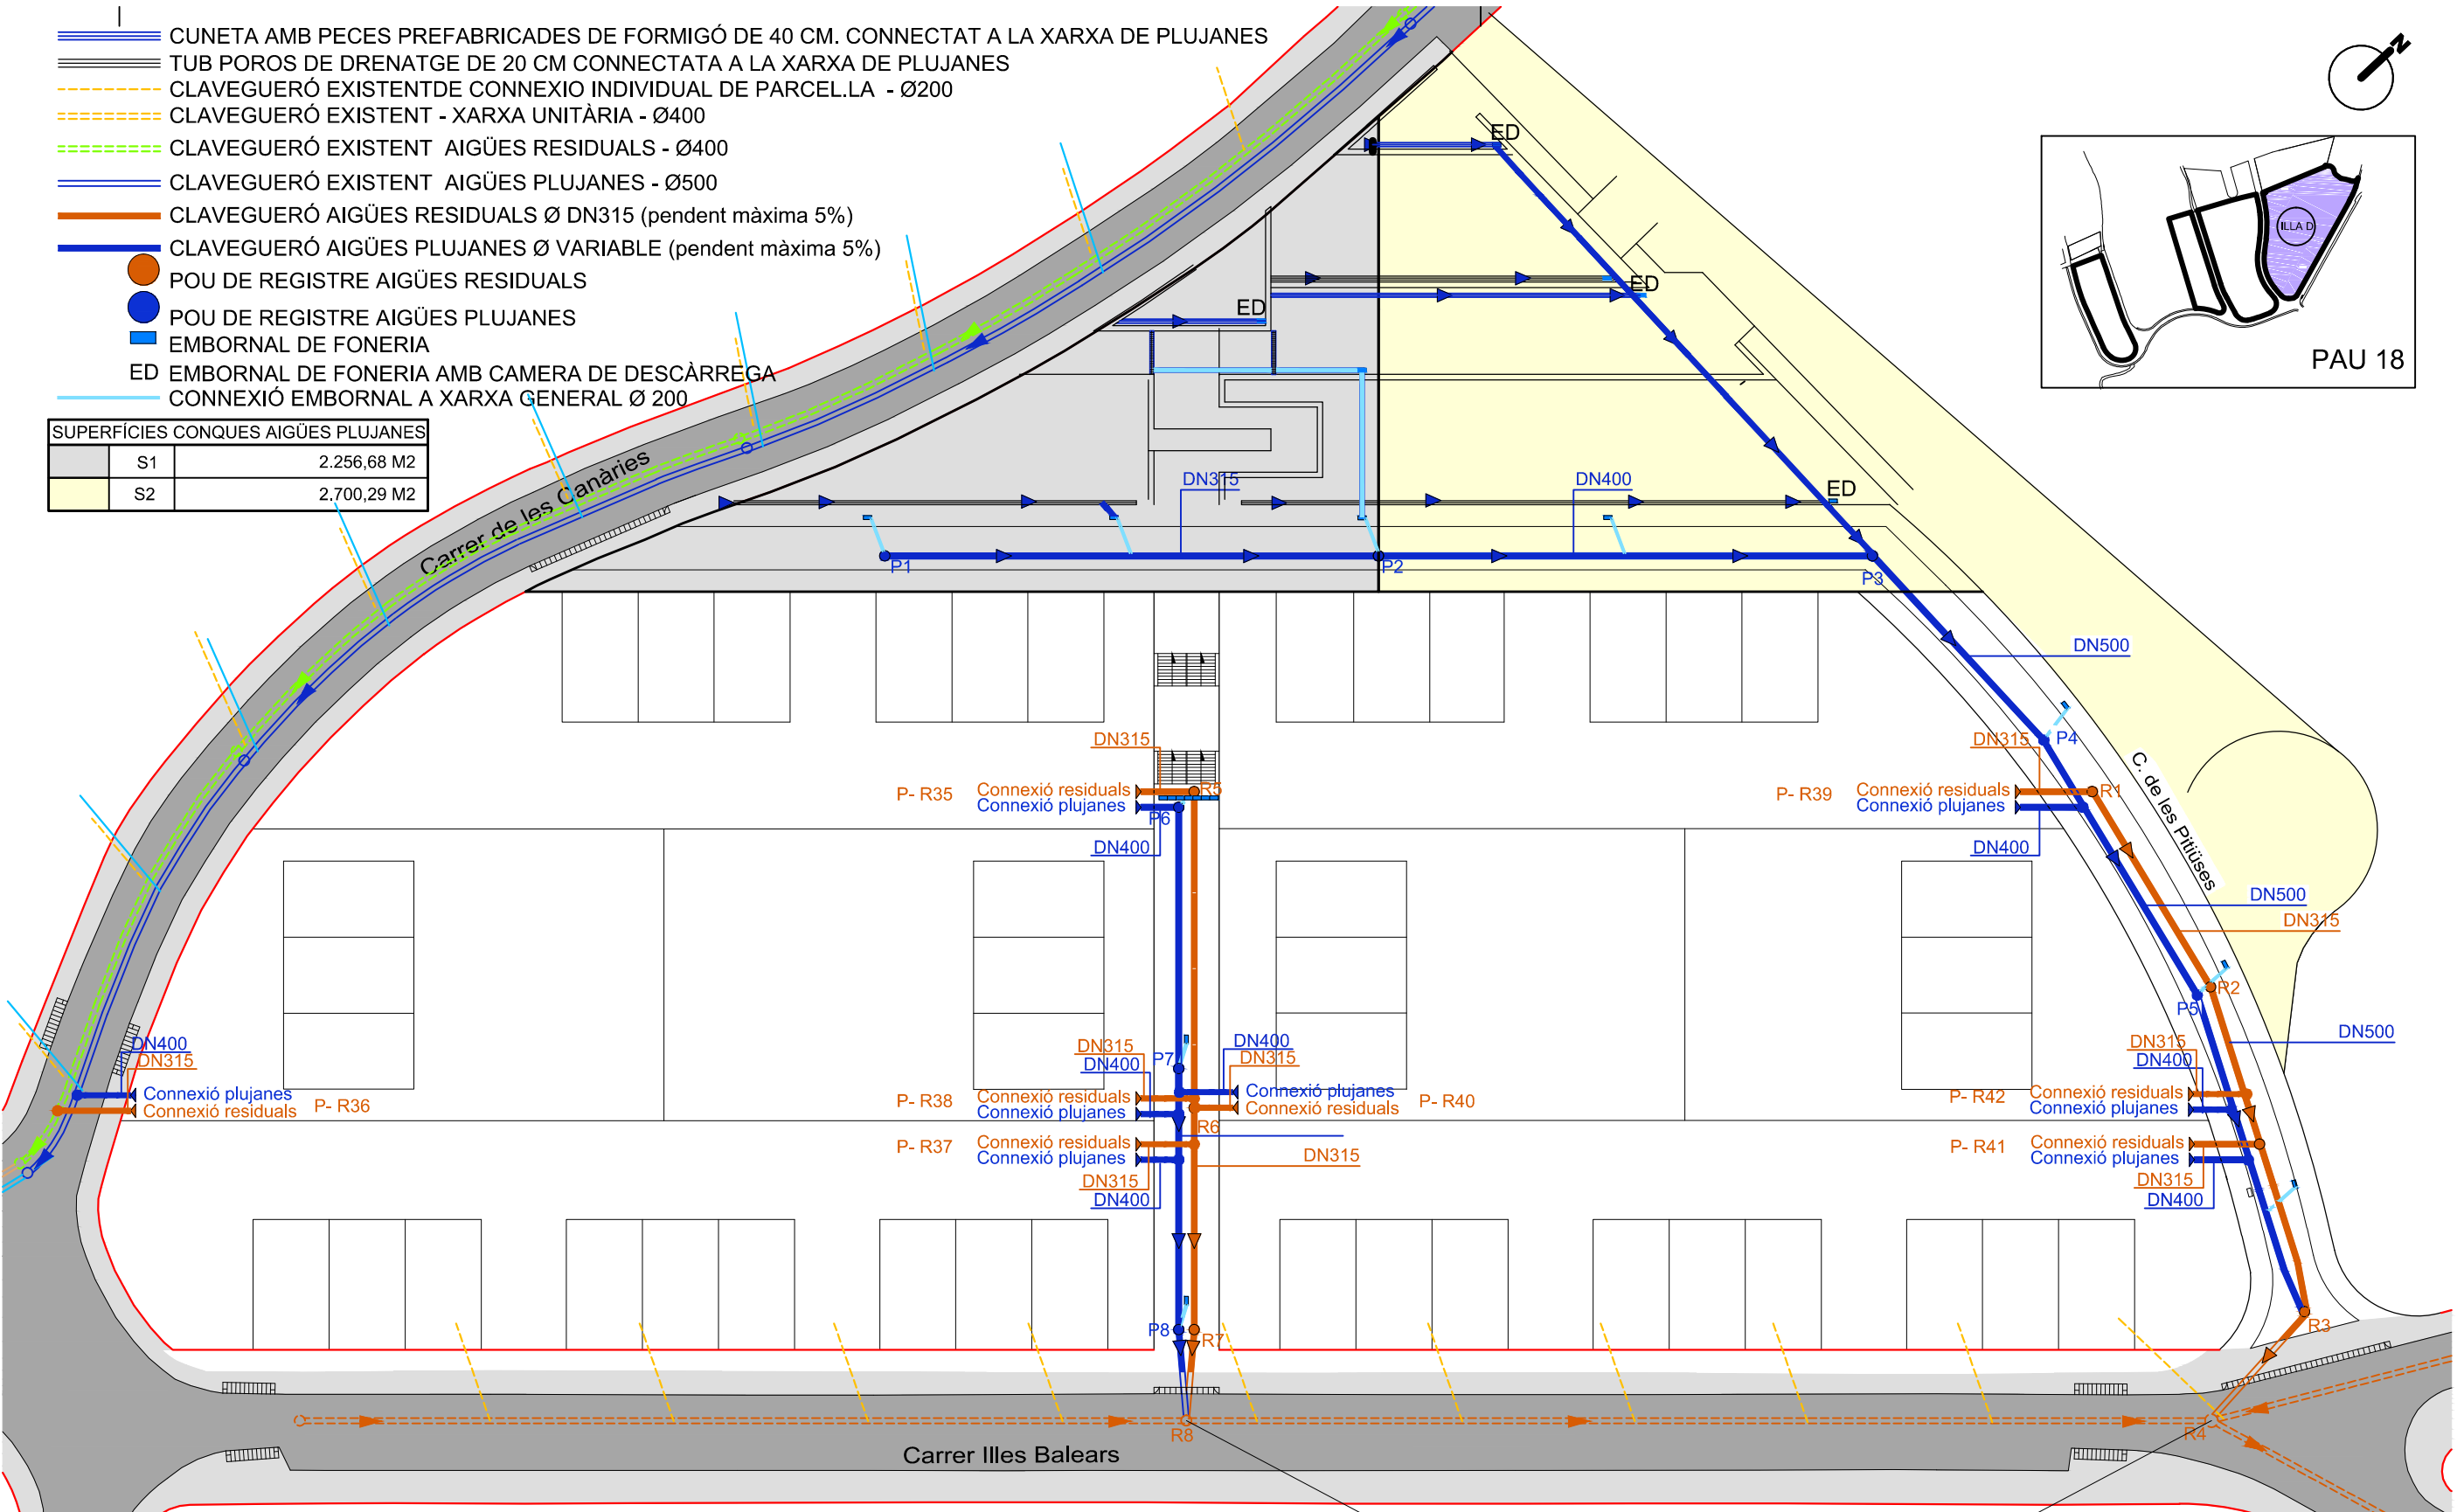 CUNETA AMB PECES PREFABRICADES DE FORMIGÓ DE 40 CM. CONNECTAT A LA XARXA DE PLUJANES
TUB POROS DE DRENATGE DE 20 CM CONNECTATA A LA XARXA DE PLUJANES
CLAVEGUERÓ EXISTENTDE CONNEXIO INDIVIDUAL DE PARCEL.LA - Ø200
CLAVEGUERÓ EXISTENT - XARXA UNITÀRIA - Ø400
CLAVEGUERÓ EXISTENT AIGÜES RESIDUALS - Ø400
CLAVEGUERÓ EXISTENT AIGÜES PLUJANES - Ø500
CLAVEGUERÓ AIGÜES RESIDUALS Ø DN315 (pendent màxima 5%)
CLAVEGUERÓ AIGÜES PLUJANES Ø VARIABLE (pendent màxima 5%)
POU DE REGISTRE AIGÜES RESIDUALS
POU DE REGISTRE AIGÜES PLUJANES
EMBORNAL DE FONERIA
ED EMBORNAL DE FONERIA AMB CAMERA DE DESCÀRREGA
CONNEXIÓ EMBORNAL A XARXA GENERAL Ø 200
SUPERFÍCIES CONQUES AIGÜES PLUJANES
S1 2.256,68 M2
S2 2.700,29 M2
N
ILLA D
PAU 18
ED
ED
ED
ED
Carrer de les Canàries
DN315
DN400
P1
P2
P3
DN500
P4
C. de les Pitiüses
DN315
P- R35 Connexió residuals
Connexió plujanes
R5
P6
DN400
DN315
P- R39 Connexió residuals
Connexió plujanes
R1
DN400
DN500
DN315
R2
P5
DN500
DN400
DN315
Connexió plujanes
Connexió residuals
P- R36
DN315
DN400
P7
DN400
DN315
P- R38 Connexió residuals
Connexió plujanes
Connexió plujanes
Connexió residuals
P- R40
R6
P- R37 Connexió residuals
Connexió plujanes
DN315
DN315
DN400
DN315
DN400
P- R42 Connexió residuals
Connexió plujanes
P- R41 Connexió residuals
Connexió plujanes
DN315
DN400
P8
R7
R3
R8
R4
Carrer Illes Balears